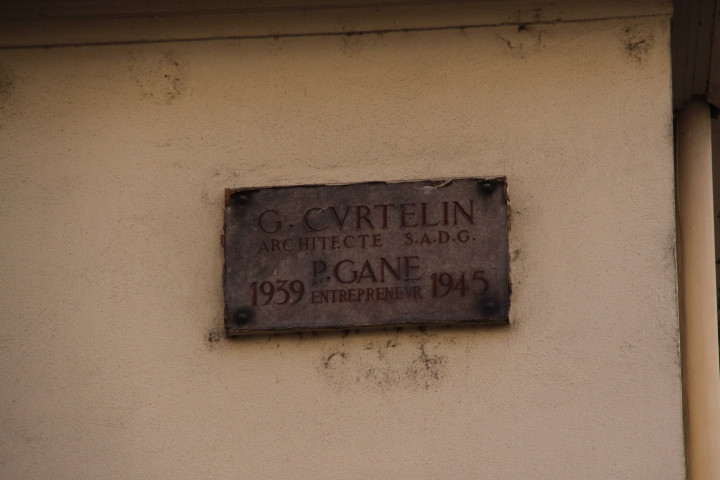 G. CVRTELIN
ARCHITECTE S.A.D.G.
P. GANE
1939 ENTREPRENEVR 1945